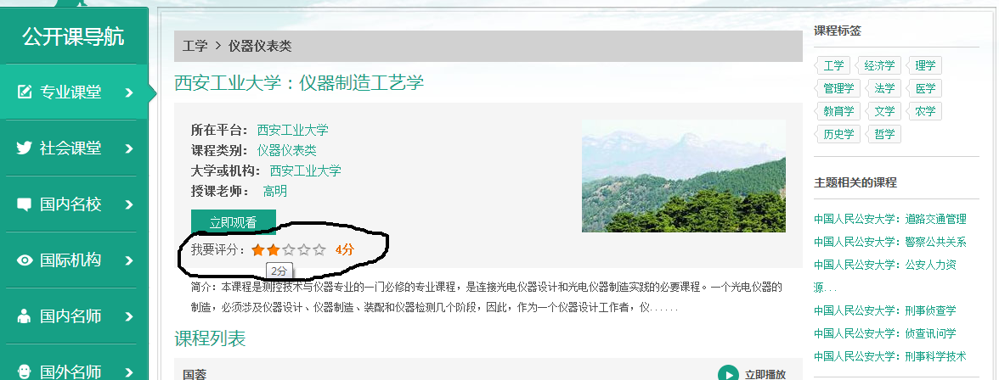 公开课导航
专业课堂
社会课堂
国内名校
国际机构
国内名师
国外名师
工学 > 仪器仪表类
西安工业大学：仪器制造工艺学
所在平台： 西安工业大学
课程类别： 仪器仪表类
大学或机构： 西安工业大学
授课老师： 高明
立即观看
我要评分： 4分
2分
简介：本课程是测控技术与仪器专业的一门必修的专业课程，是连接光电仪器设计和光电仪器制造实践的必要课程。一个光电仪器的
制造，必须涉及仪器设计、仪器制造、装配和仪器检测几个阶段，因此，作为一个仪器设计工作者，仪......
课程列表
国蓉 立即播放
课程标签
工学 经济学 理学
管理学 法学 医学
教育学 文学 农学
历史学 哲学
主题相关的课程
中国人民公安大学：道路交通管理
中国人民公安大学：警察公共关系
中国人民公安大学：公安人力资
源...
中国人民公安大学：刑事侦查学
中国人民公安大学：侦查讯问学
中国人民公安大学：刑事科学技术